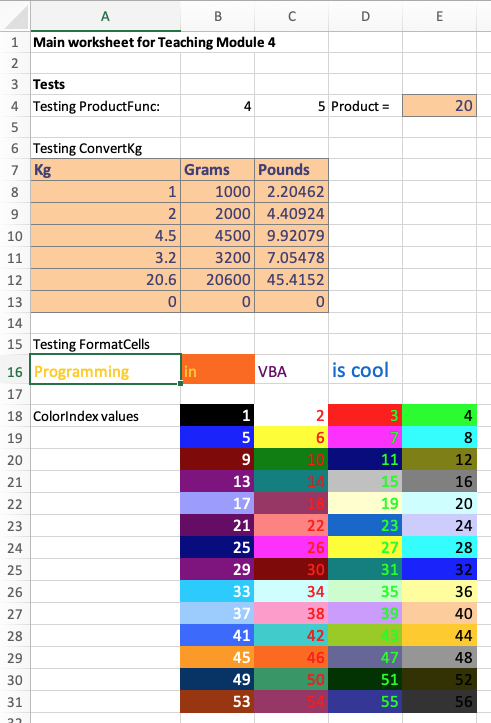 A B C D E
1 Main worksheet for Teaching Module 4
2
3 Tests
4 Testing ProductFunc: 4 5 Product = 20
5
6 Testing ConvertKg
7 Kg Grams Pounds
8 1 1000 2.20462
9 2 2000 4.40924
10 4.5 4500 9.92079
11 3.2 3200 7.05478
12 20.6 20600 45.4152
13 0 0 0
14
15 Testing FormatCells
16 Programming in VBA is cool
17
18 ColorIndex values 1 2 3 4
19 5 6 7 8
20 9 10 11 12
21 13 14 15 16
22 17 18 19 20
23 21 22 23 24
24 25 26 27 28
25 29 30 31 32
26 33 34 35 36
27 37 38 39 40
28 41 42 43 44
29 45 46 47 48
30 49 50 51 52
31 53 54 55 56